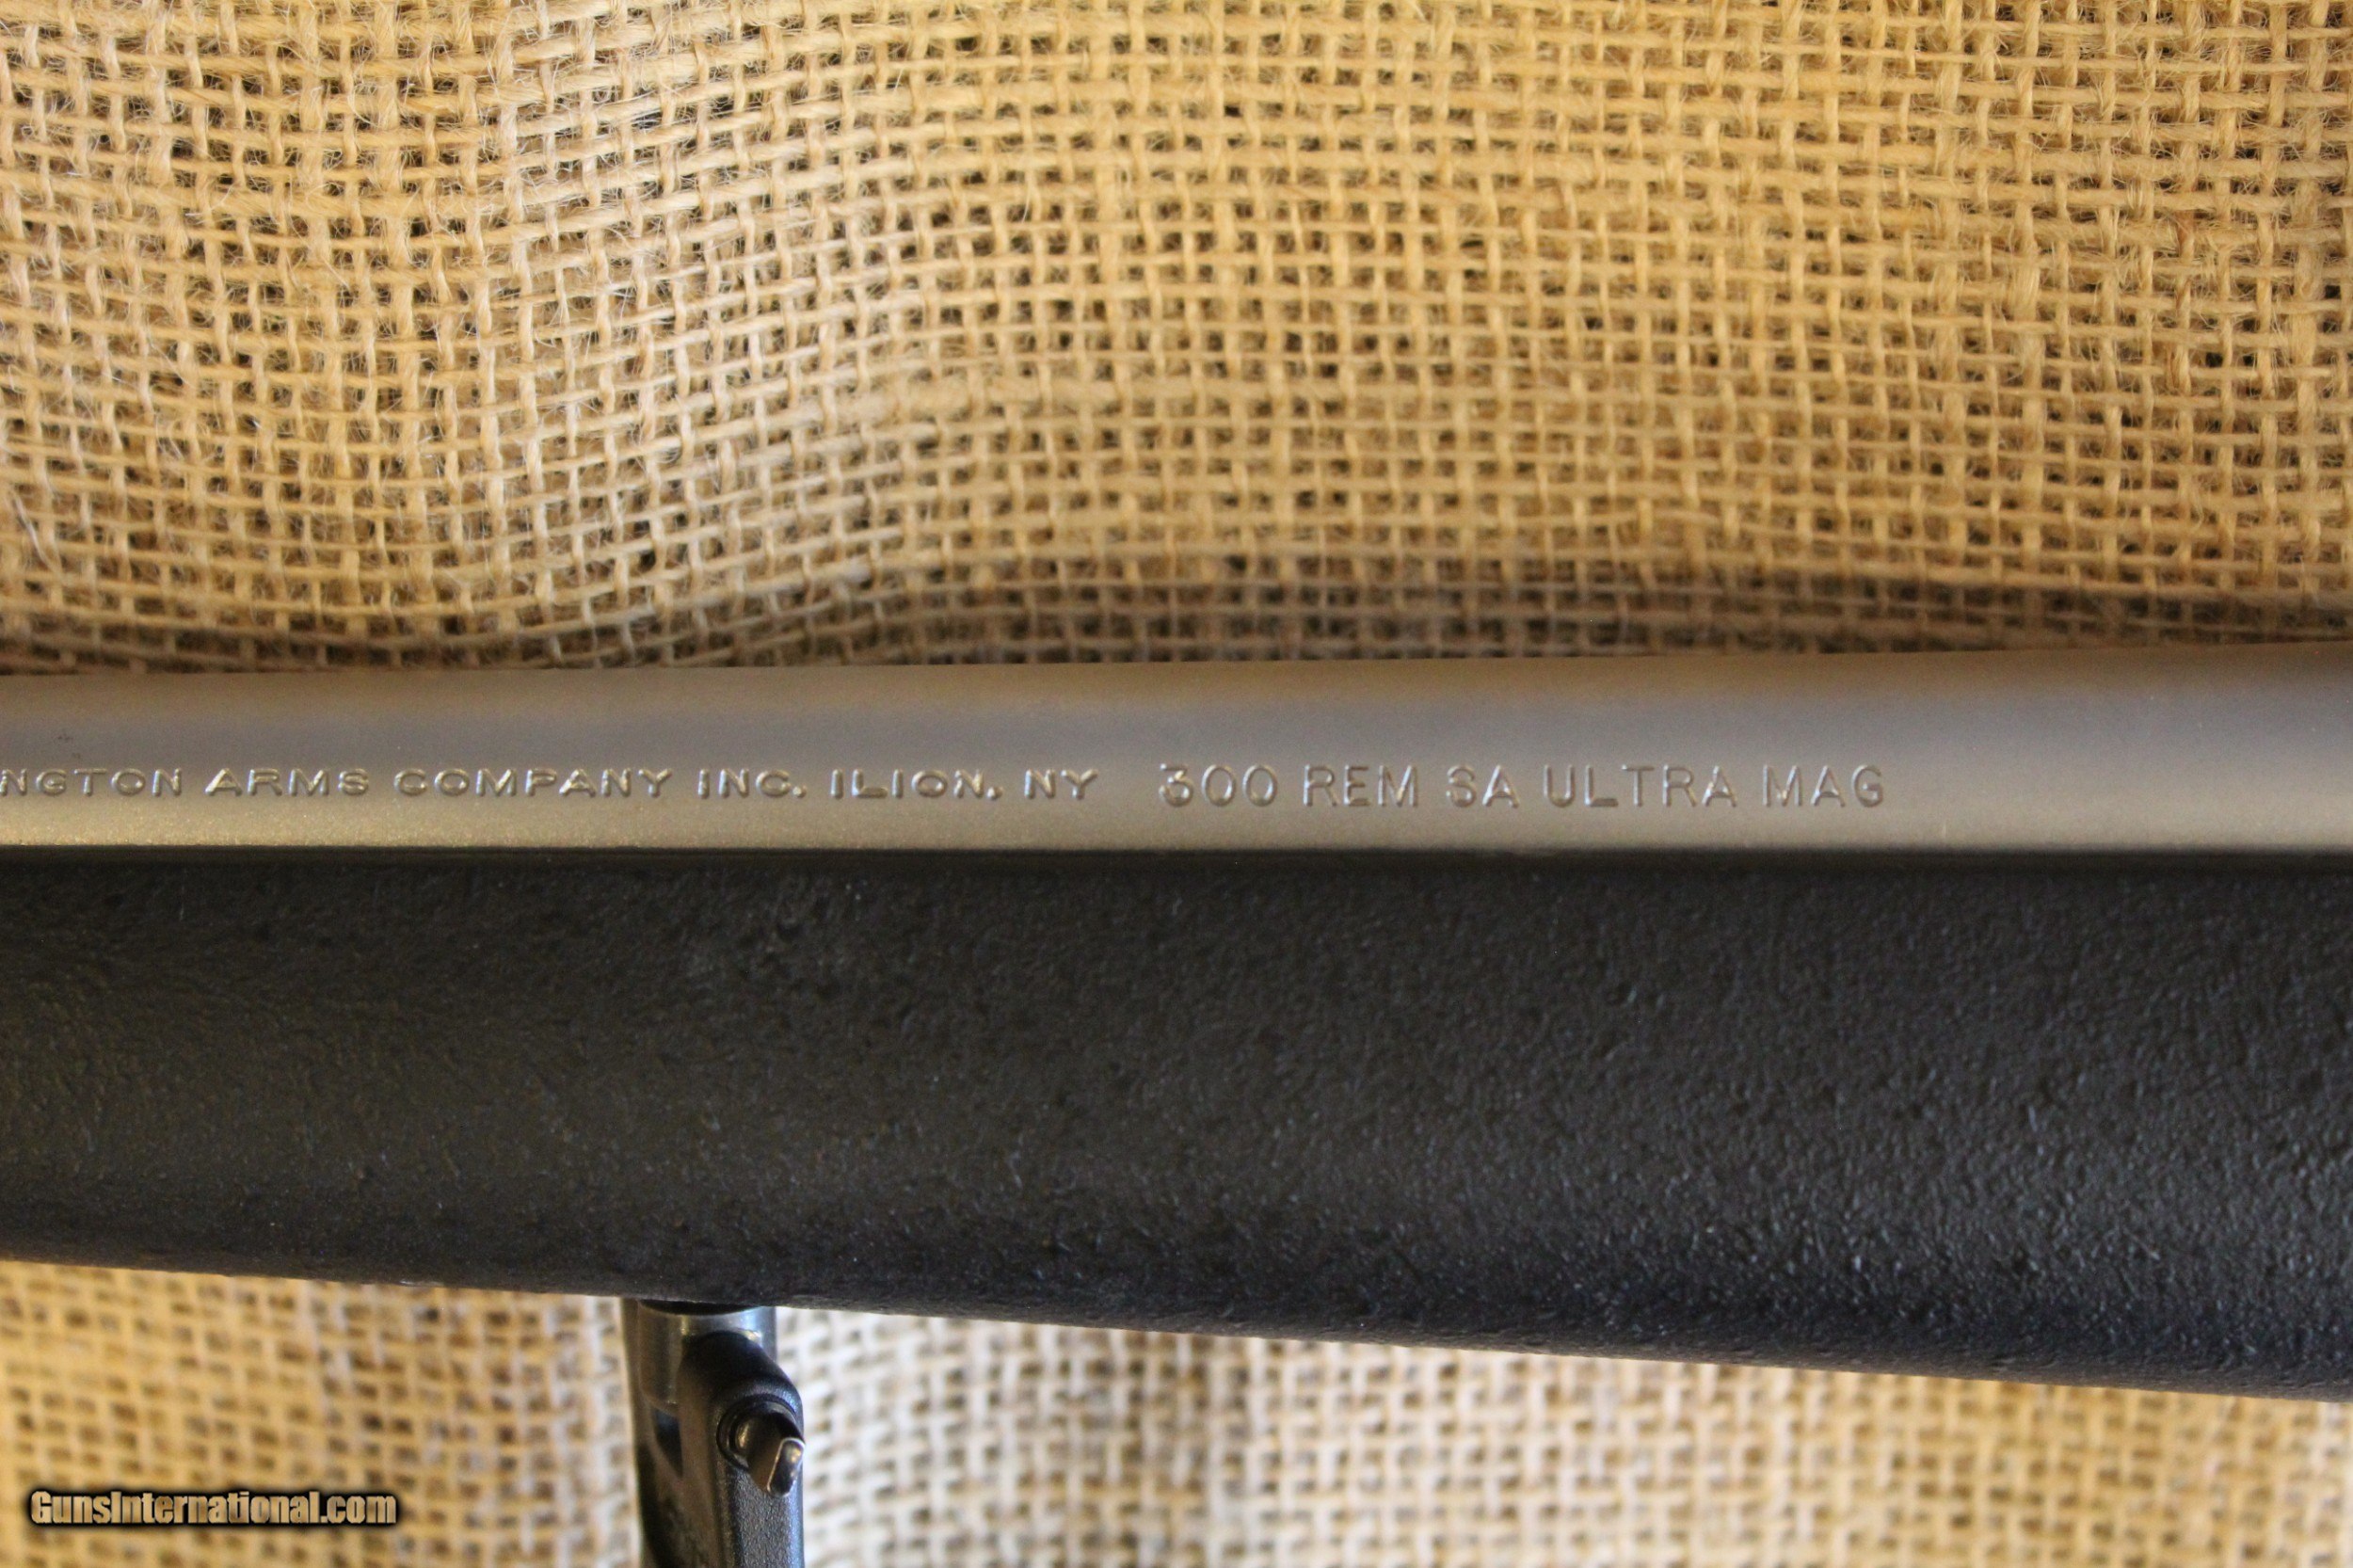 NGTON ARMS COMPANY INC. ILION, NY 300 REM SA ULTRA MAG
GunsInternational.com